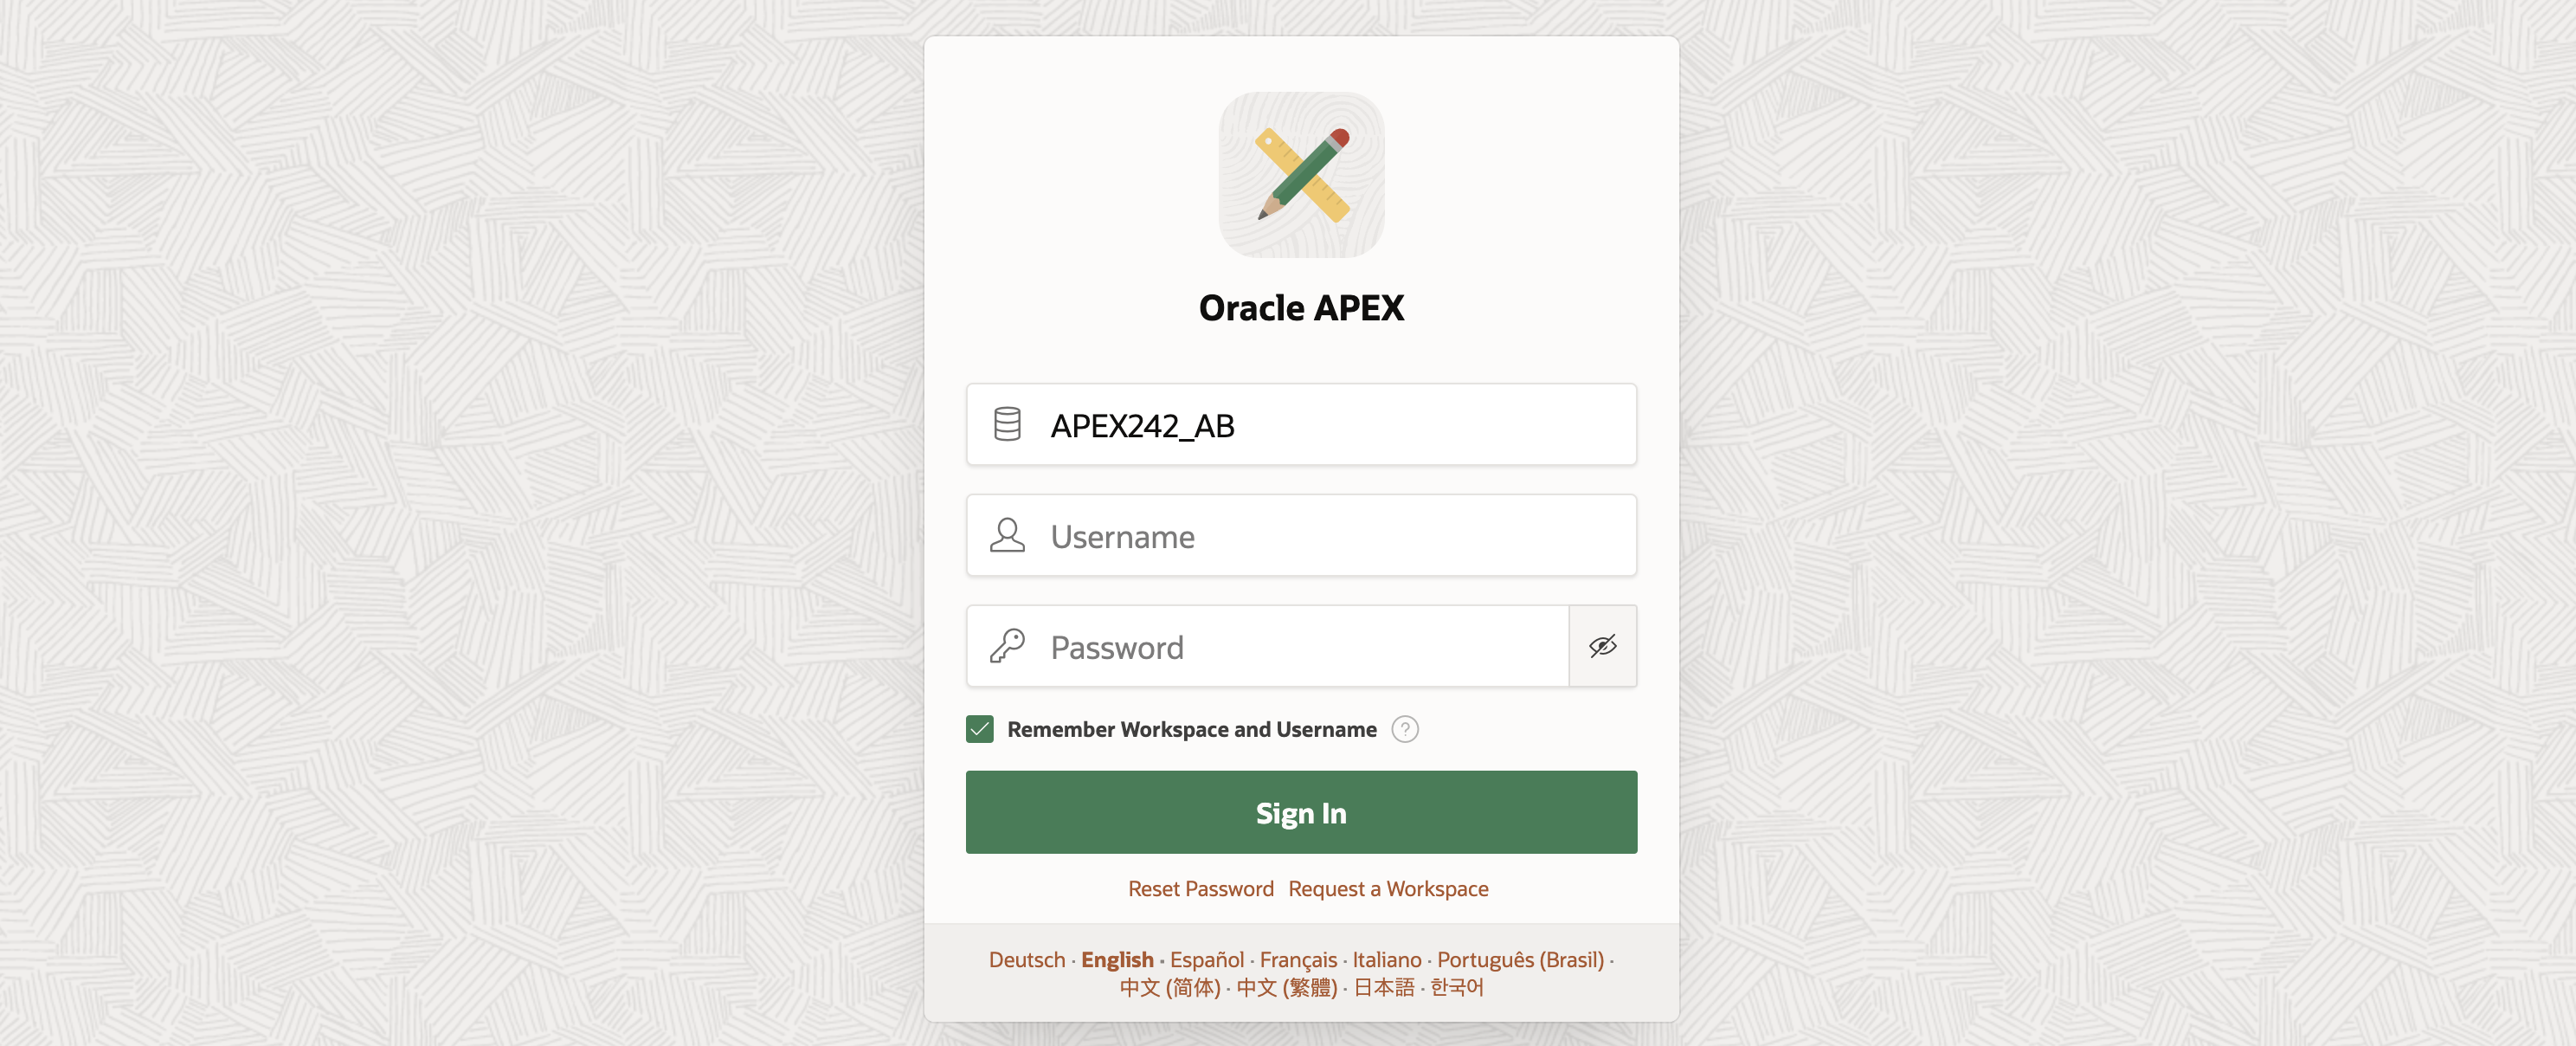 Oracle APEX
APEX242_AB
Username
Password
Remember Workspace and Username ?
Sign In
Reset Password Request a Workspace
Deutsch · English · Español · Français · Italiano · Português (Brasil) ·
中文 (简体) · 中文 (繁體) · 日本語 · 한국어